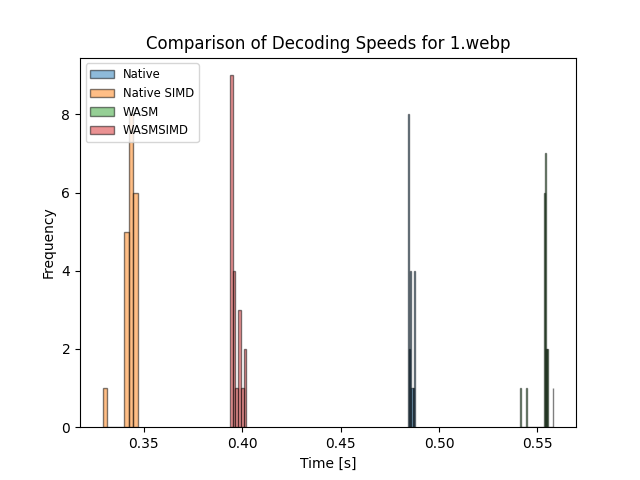 Comparison of Decoding Speeds for 1.webp
Native
Native SIMD
WASM
WASMSIMD
8
6
4
2
0
Frequency
0.35 0.40 0.45 0.50 0.55
Time [s]